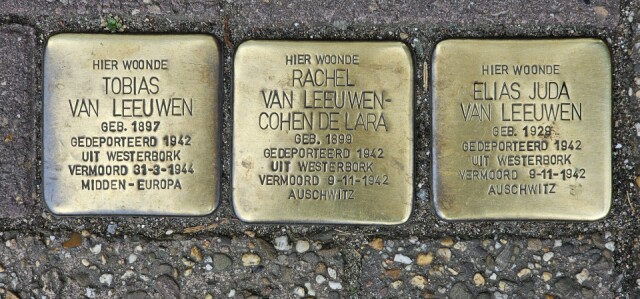 HIER WOONDE
TOBIAS
VAN LEEUWEN
GEB. 1897
GEDEPORTEERD 1942
UIT WESTERBORK
VERMOORD 31-3-1944
MIDDEN-EUROPA
HIER WOONDE
RACHEL
VAN LEEUWEN-
COHEN DE LARA
GEB. 1899
GEDEPORTEERD 1942
UIT WESTERBORK
VERMOORD 9-11-1942
AUSCHWITZ
HIER WOONDE
ELIAS JUDA
VAN LEEUWEN
GEB. 1929
GEDEPORTEERD 1942
UIT WESTERBORK
VERMOORD 9-11-1942
AUSCHWITZ